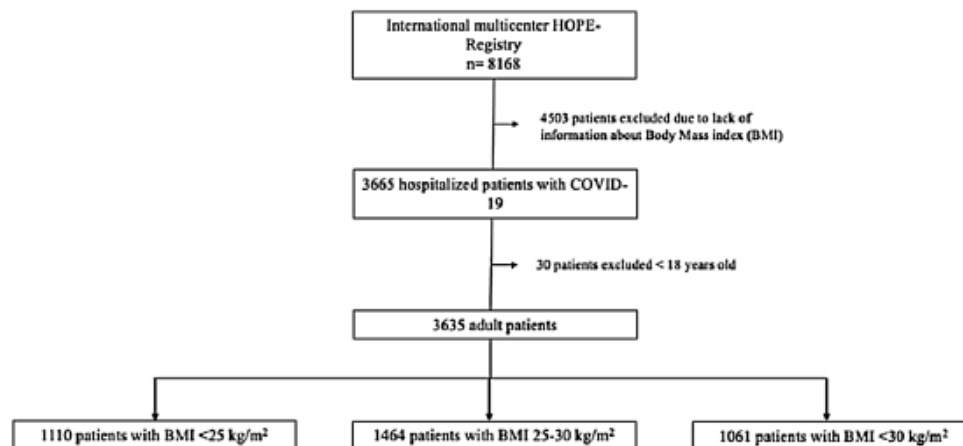 International multicenter HOPE-
Registry
n= 8168
4503 patients excluded due to lack of
information about Body Mass index (BMI)
3665 hospitalized patients with COVID-
19
30 patients excluded < 18 years old
3635 adult patients
1110 patients with BMI <25 kg/m²
1464 patients with BMI 25-30 kg/m²
1061 patients with BMI <30 kg/m²